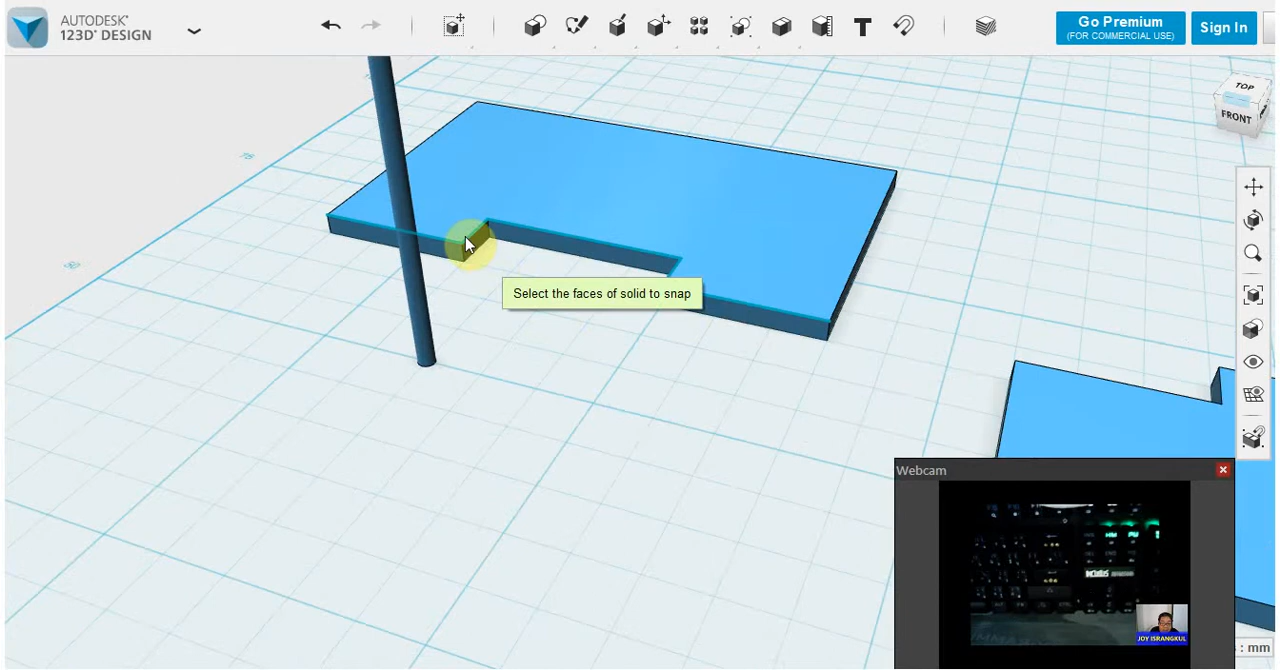 AUTODESK®
123D® DESIGN
Go Premium
(FOR COMMERCIAL USE)
Sign In
TOP
FRONT
75
Select the faces of solid to snap
Webcam
JOY ISRANGKUL
: mm